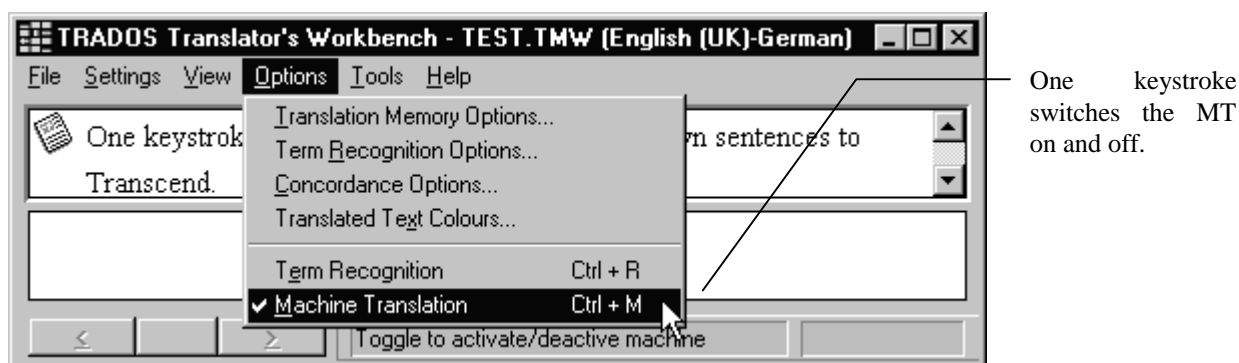 TRADOS Translator's Workbench - TEST.TMW (English (UK)-German)
File Settings View Options Tools Help
One keystrok
n sentences to
Transcend.
Translation Memory Options...
Term Recognition Options...
Concordance Options...
Translated Text Colours...
Term Recognition Ctrl + R
✓ Machine Translation Ctrl + M
< >
Toggle to activate/deactive machine
One keystroke
switches the MT
on and off.